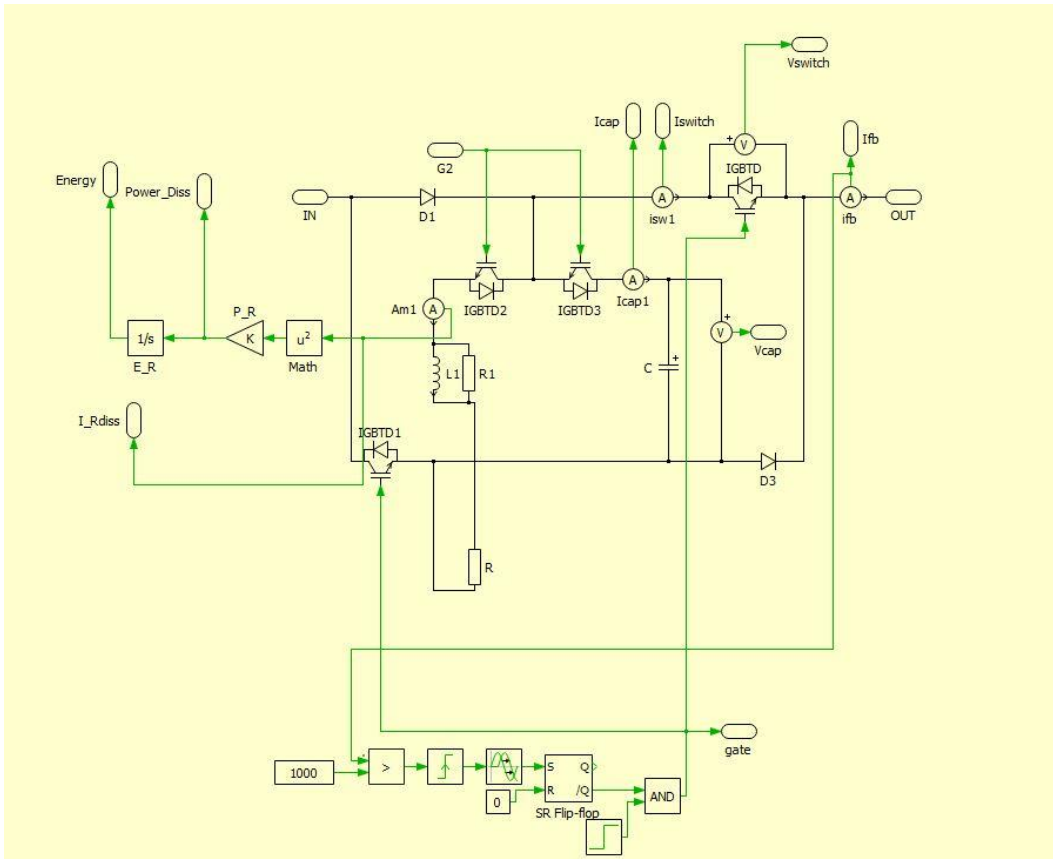 Vswitch
Icap
Iswitch
Ifb
G2
+
V
IGBTD
Energy
Power_Diss
IN
D1
A
isw1
A
ifb
OUT
A
IGBTD2
IGBTD3
Icap1
Am1
A
+
V
Vcap
P_R
1/s
K
u²
E_R
Math
L1
R1
C
+
I_Rdiss
IGBTD1
D3
R
gate
1000
>
S
Q
R
/Q
0
AND
SR Flip-flop